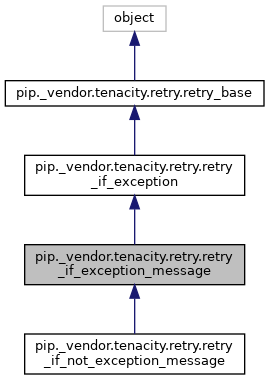 object
pip._vendor.tenacity.retry.retry_base
pip._vendor.tenacity.retry.retry
_if_exception
pip._vendor.tenacity.retry.retry
_if_exception_message
pip._vendor.tenacity.retry.retry
_if_not_exception_message